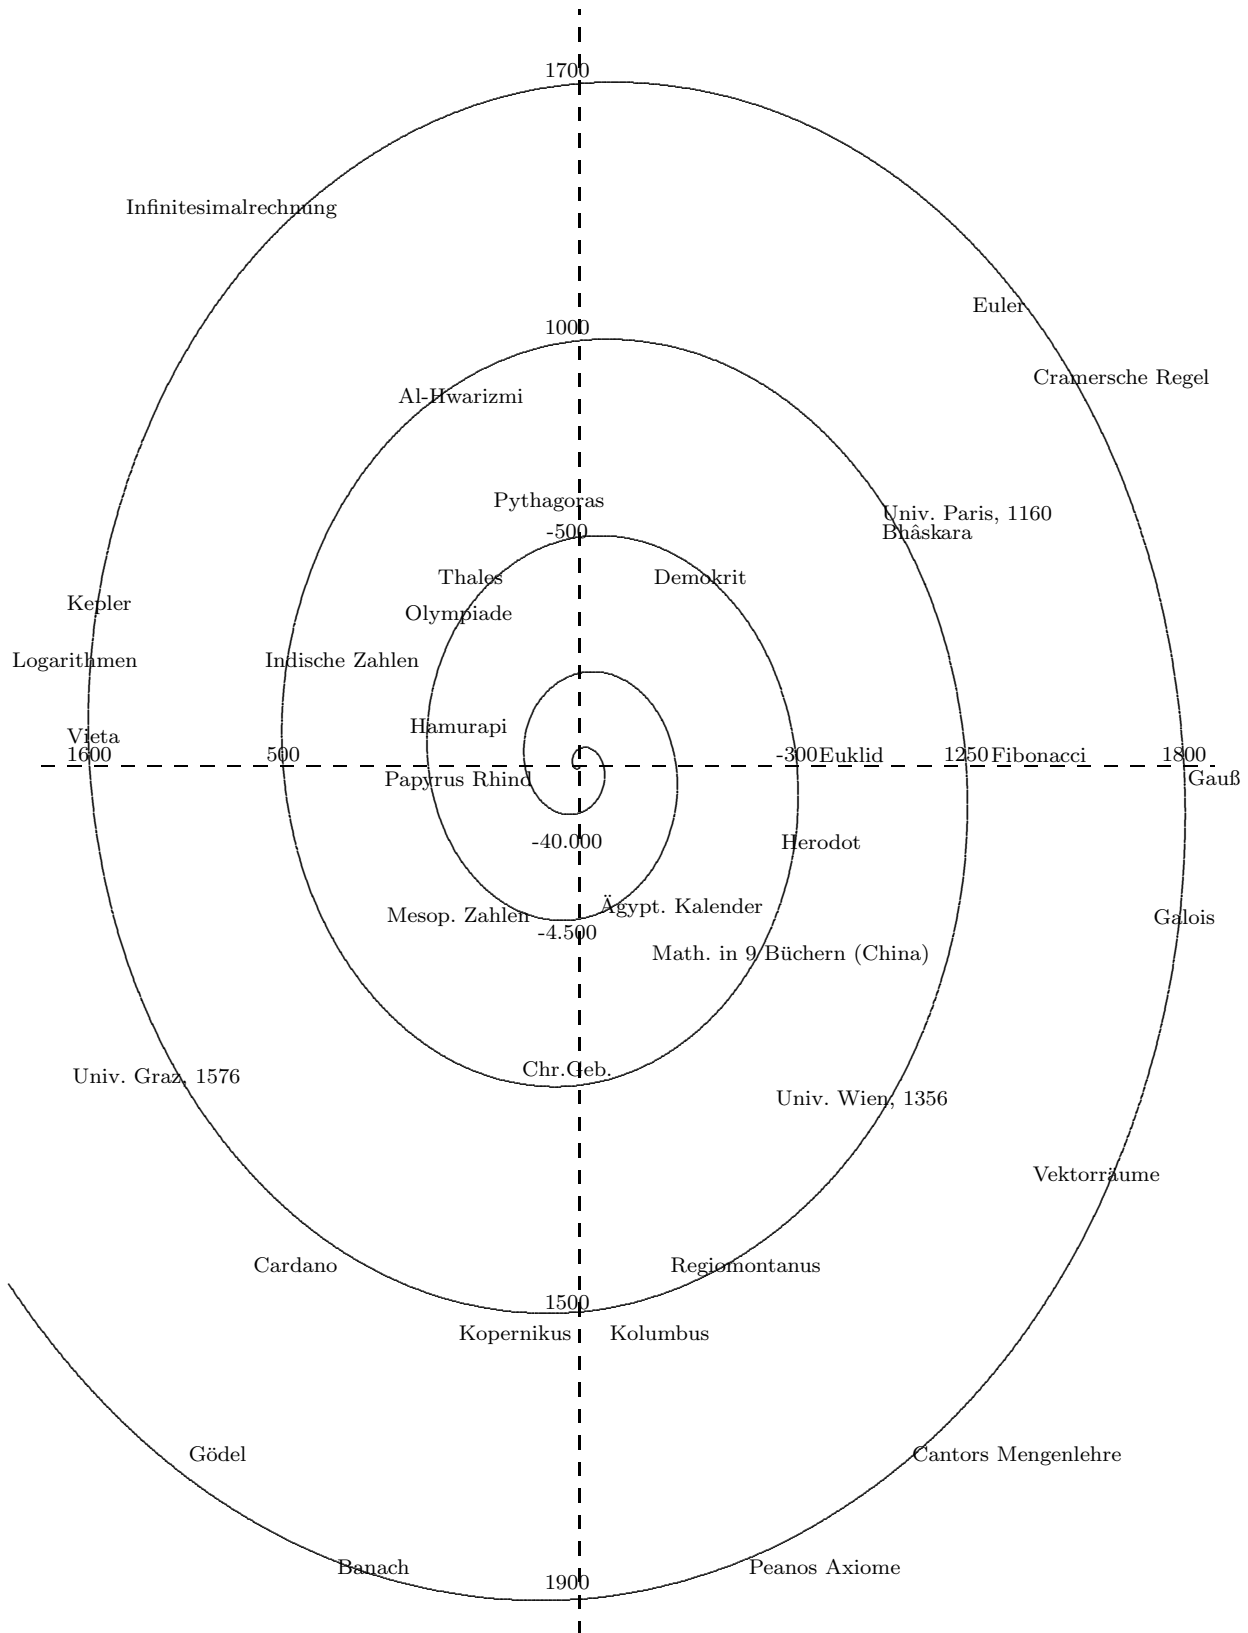 1700
Infinitesimalrechnung
Euler
1000
Cramersche Regel
Al-Hwarizmi
Pythagoras
Univ. Paris, 1160
-500
Bhâskara
Thales
Demokrit
Kepler
Olympiade
Logarithmen
Indische Zahlen
Hamurapi
Vieta
1600
500
-300
Euklid
1250
Fibonacci
1800
Papyrus Rhind
Gauß
-40.000
Herodot
Ägypt. Kalender
Mesop. Zahlen
Galois
-4.500
Math. in 9 Büchern (China)
Chr.Geb.
Univ. Graz, 1576
Univ. Wien, 1356
Vektorräume
Cardano
Regiomontanus
1500
Kopernikus
Kolumbus
Gödel
Cantors Mengenlehre
Banach
Peanos Axiome
1900